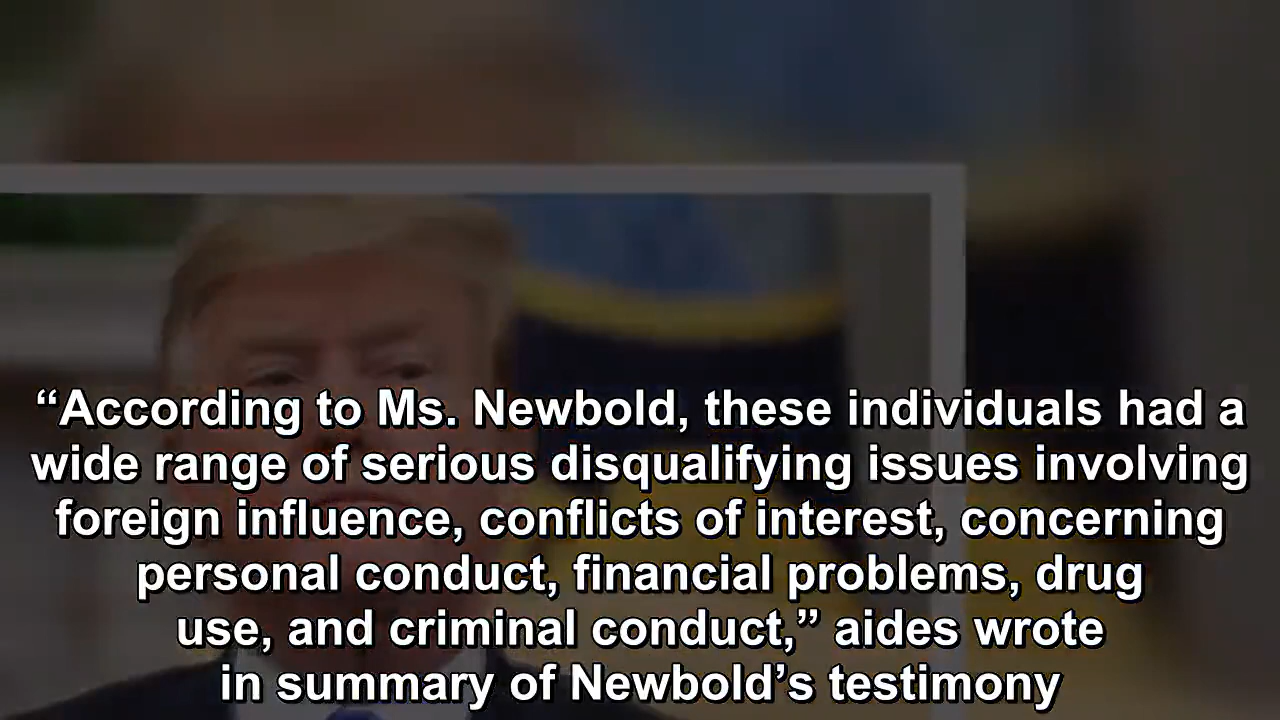 “According to Ms. Newbold, these individuals had a
wide range of serious disqualifying issues involving
foreign influence, conflicts of interest, concerning
personal conduct, financial problems, drug
use, and criminal conduct,” aides wrote
in summary of Newbold’s testimony